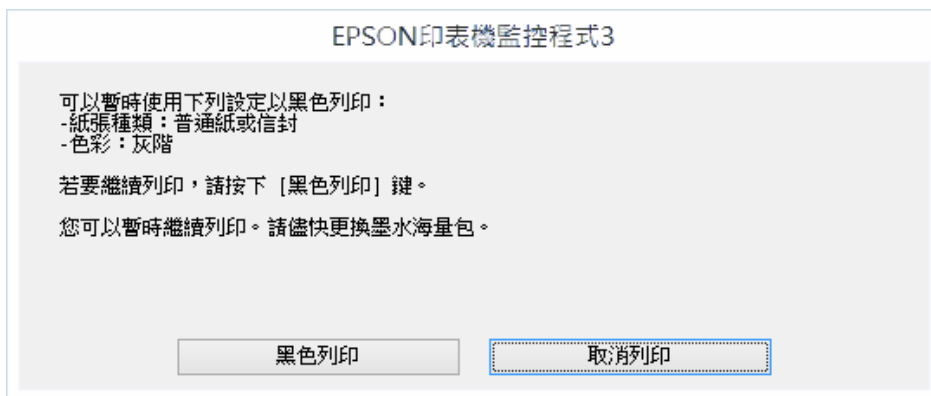 EPSON印表機監控程式3
可以暫時使用下列設定以黑色列印：
-紙張種類：普通紙或信封
-色彩：灰階
若要繼續列印，請按下 [黑色列印] 鍵。
您可以暫時繼續列印。請儘快更換墨水海量包。
黑色列印
取消列印